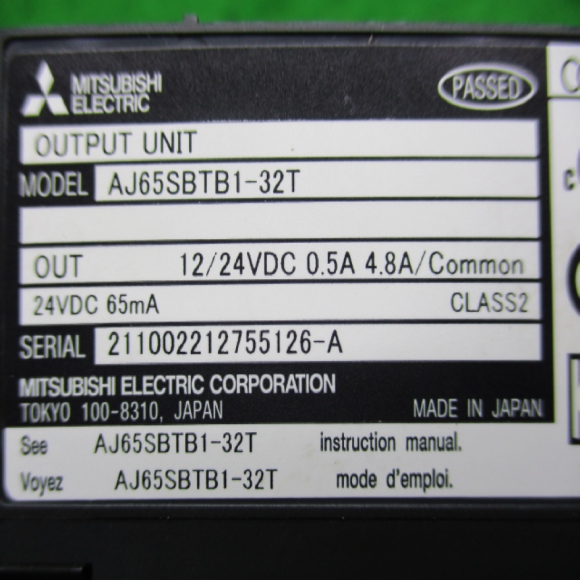 MITSUBISHI
ELECTRIC
PASSED
OUTPUT UNIT
MODEL AJ65SBTB1-32T
OUT 12/24VDC 0.5A 4.8A/Common
24VDC 65mA CLASS2
SERIAL 211002212755126-A
MITSUBISHI ELECTRIC CORPORATION
TOKYO 100-8310, JAPAN MADE IN JAPAN
See AJ65SBTB1-32T instruction manual.
Voyez AJ65SBTB1-32T mode d'emploi.